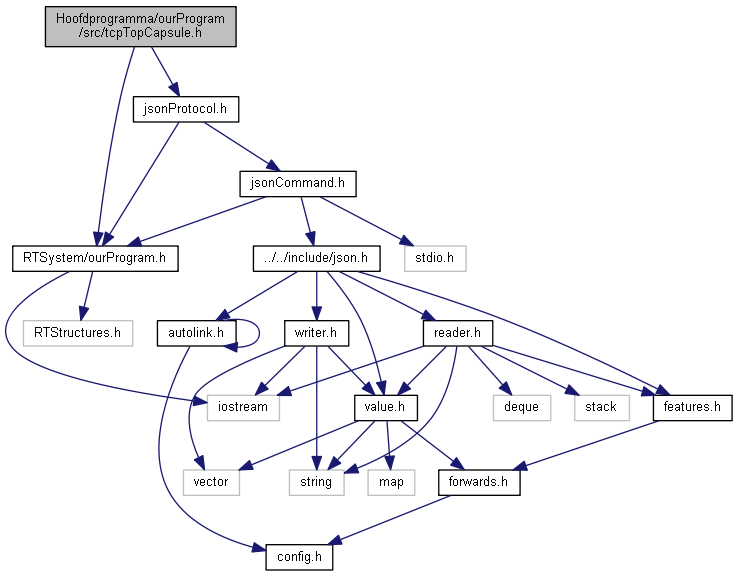 Hoofdprogramma/ourProgram
/src/tcpTopCapsule.h
jsonProtocol.h
jsonCommand.h
RTSystem/ourProgram.h
../../include/json.h
stdio.h
RTStructures.h
autolink.h
writer.h
reader.h
iostream
value.h
deque
stack
features.h
vector
string
map
forwards.h
config.h